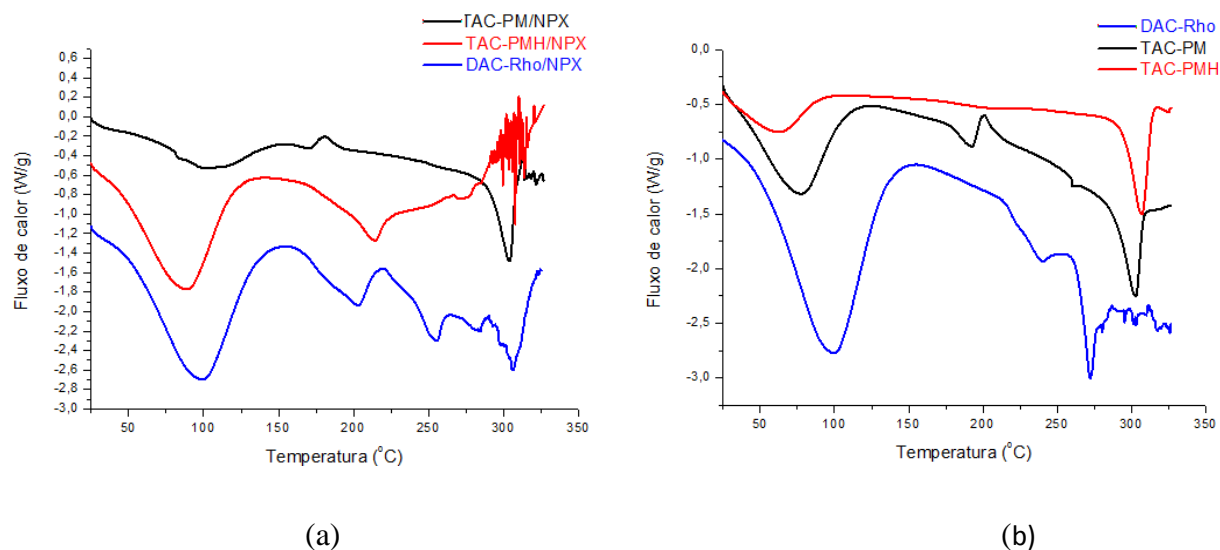 TAC-PM/NPX
TAC-PMH/NPX
DAC-Rho/NPX
0,6
0,4
0,2
0,0
-0,2
-0,4
-0,6
-0,8
-1,0
-1,2
-1,4
-1,6
-1,8
-2,0
-2,2
-2,4
-2,6
-2,8
-3,0
Fluxo de calor (W/g)
50 100 150 200 250 300 350
Temperatura (°C)
(a)
DAC-Rho
TAC-PM
TAC-PMH
0,0
-0,5
-1,0
-1,5
-2,0
-2,5
-3,0
Fluxo de calor (W/g)
50 100 150 200 250 300 350
Temperatura (°C)
(b)